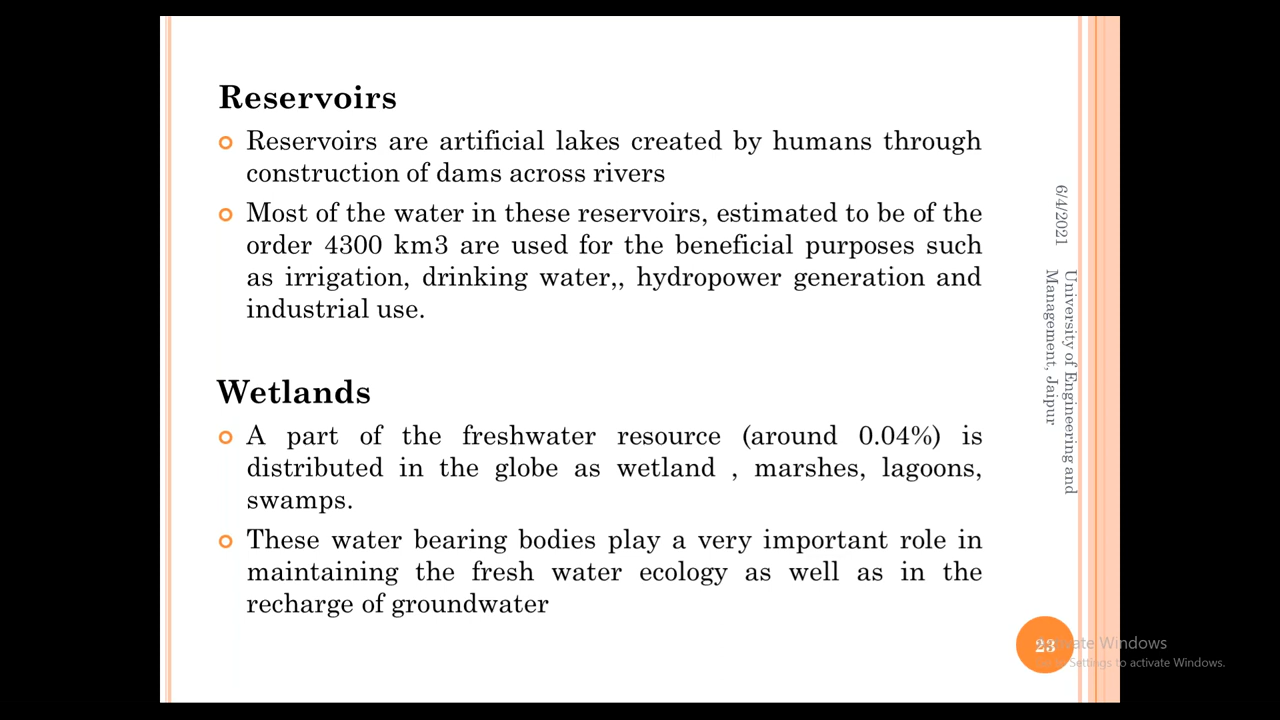 Reservoirs
Reservoirs are artificial lakes created by humans through
construction of dams across rivers
Most of the water in these reservoirs, estimated to be of the
order 4300 km3 are used for the beneficial purposes such
as irrigation, drinking water,, hydropower generation and
industrial use.
Wetlands
A part of the freshwater resource (around 0.04%) is
distributed in the globe as wetland , marshes, lagoons,
swamps.
These water bearing bodies play a very important role in
maintaining the fresh water ecology as well as in the
recharge of groundwater
6/4/2021
University of Engineering and
Management, Jaipur
23
Windows
Settings to activate Windows.